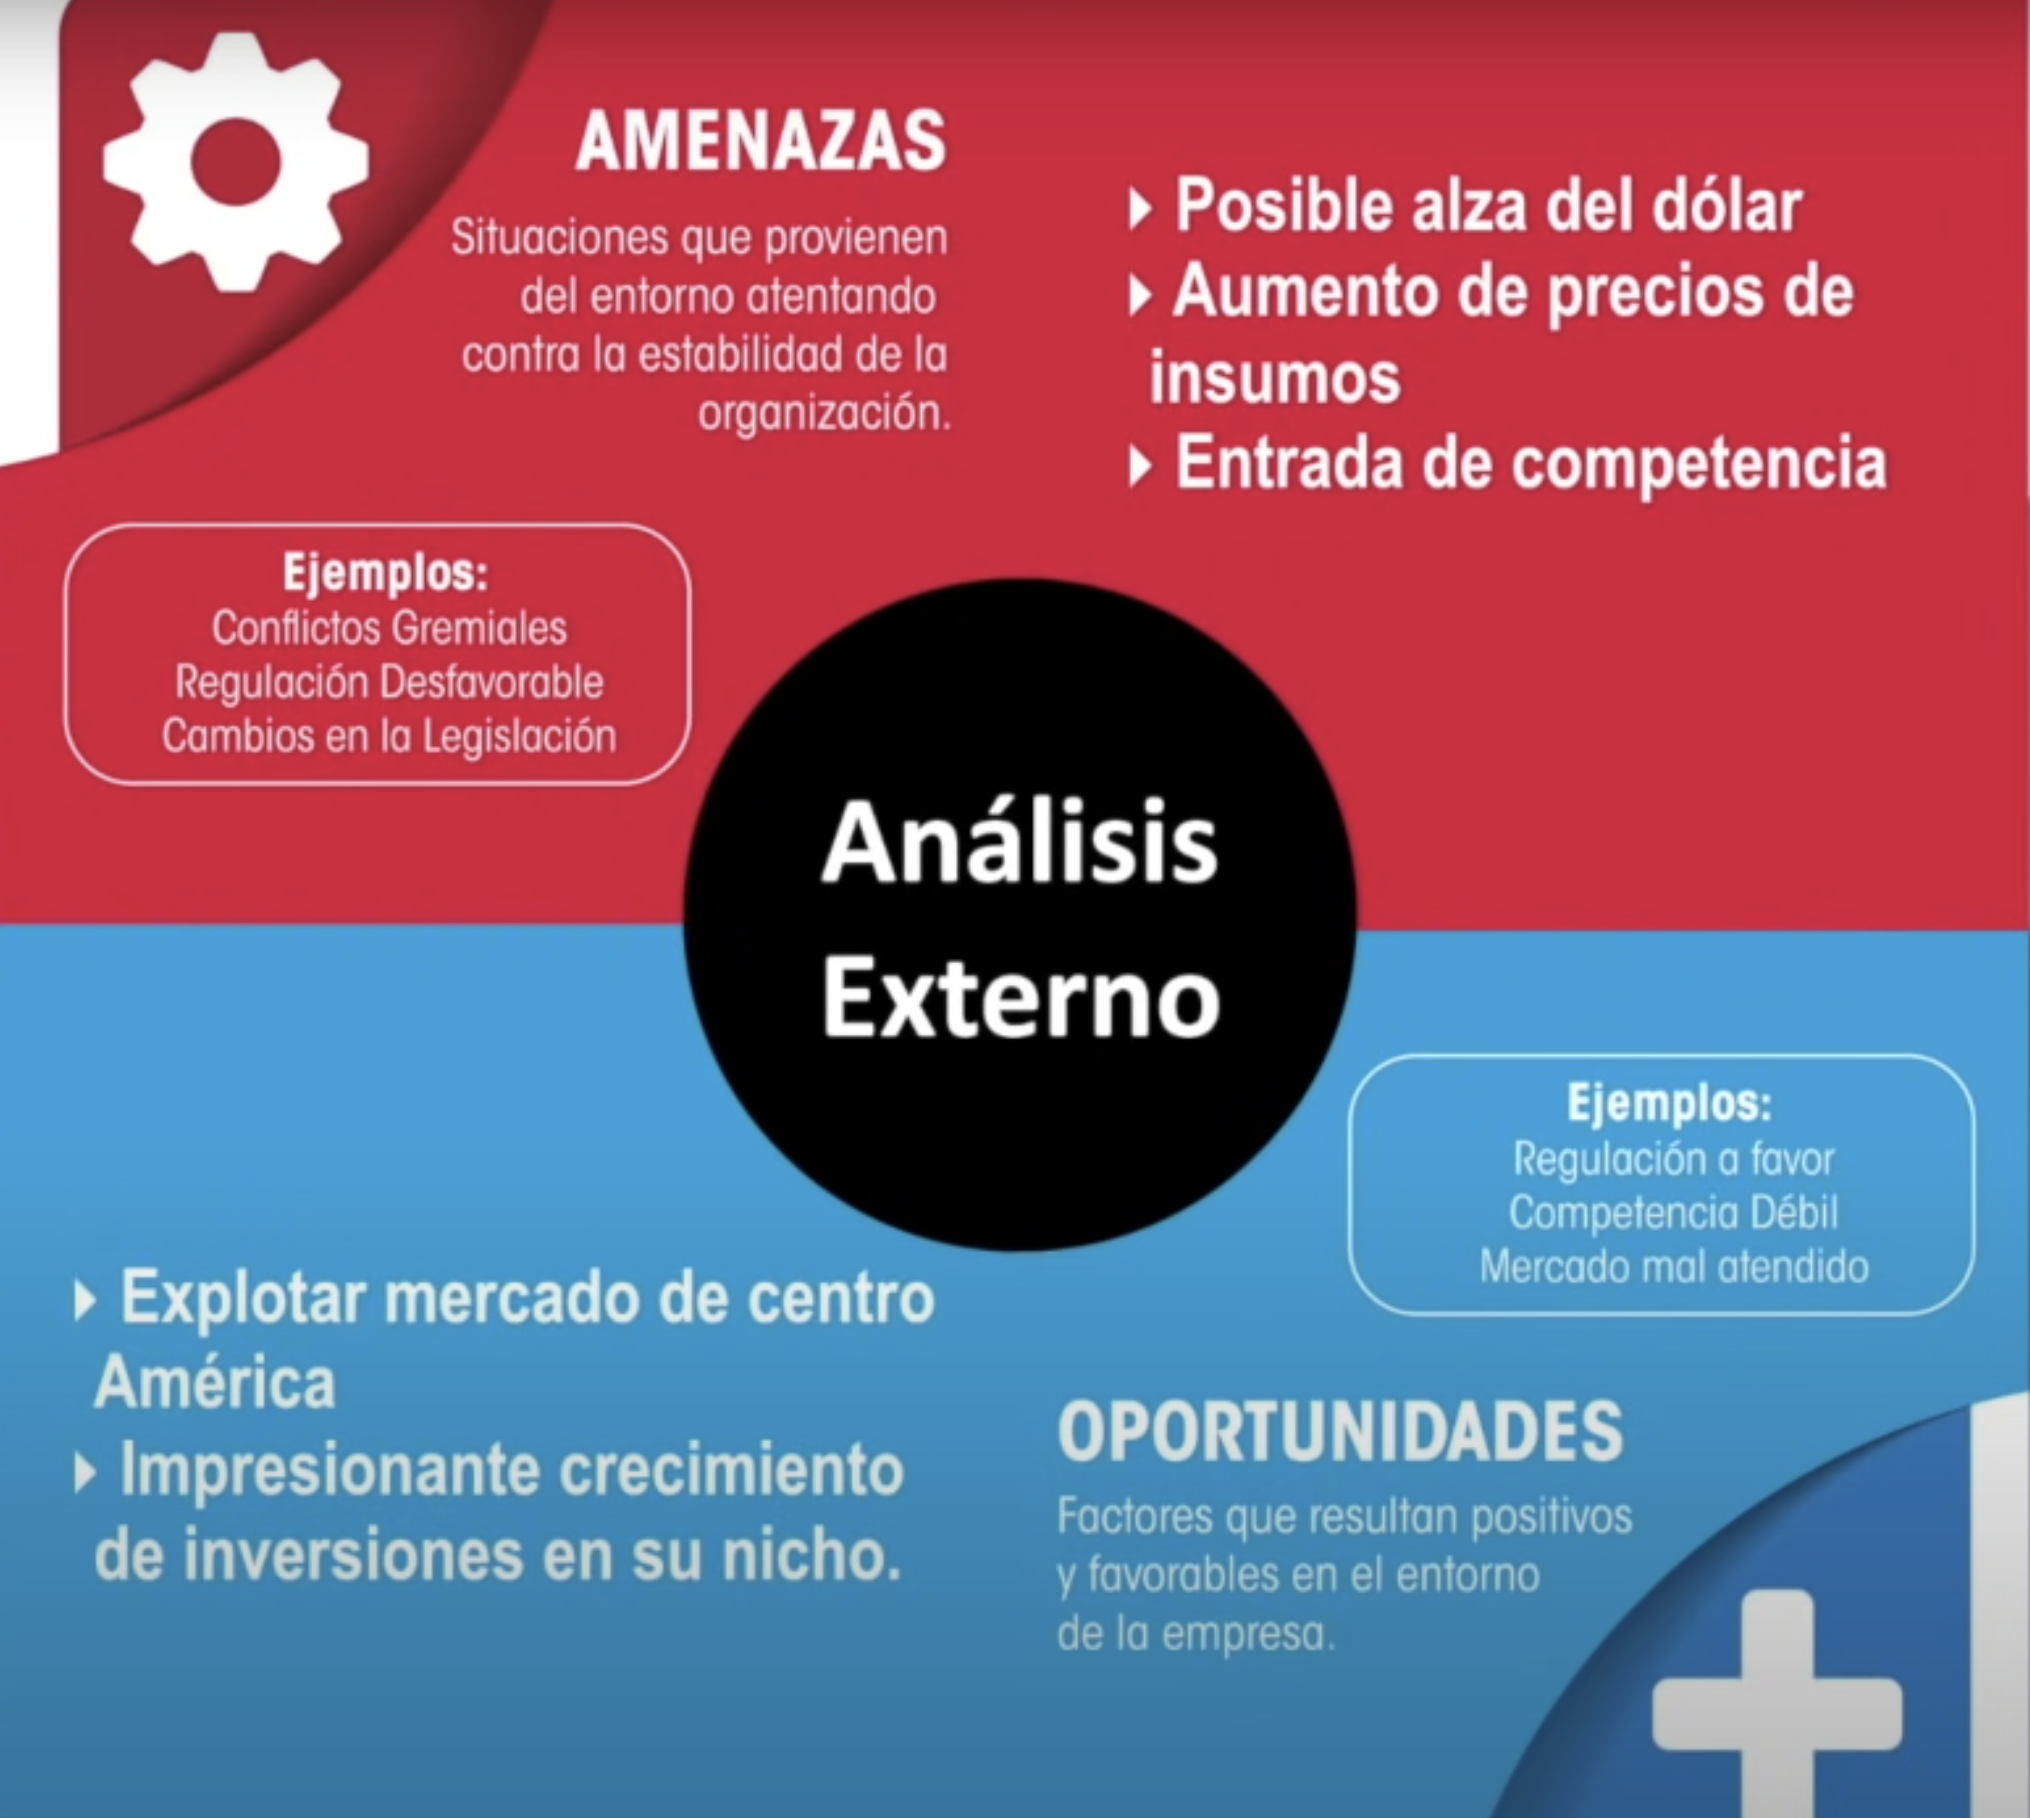 AMENAZAS
Situaciones que provienen
del entorno atentando
contra la estabilidad de la
organización.
Posible alza del dólar
Aumento de precios de
insumos
Entrada de competencia
Ejemplos:
Conflictos Gremiales
Regulación Desfavorable
Cambios en la Legislación
Análisis
Externo
Ejemplos:
Regulación a favor
Competencia Débil
Mercado mal atendido
Explotar mercado de centro
América
Impresionante crecimiento
de inversiones en su nicho.
OPORTUNIDADES
Factores que resultan positivos
y favorables en el entorno
de la empresa.